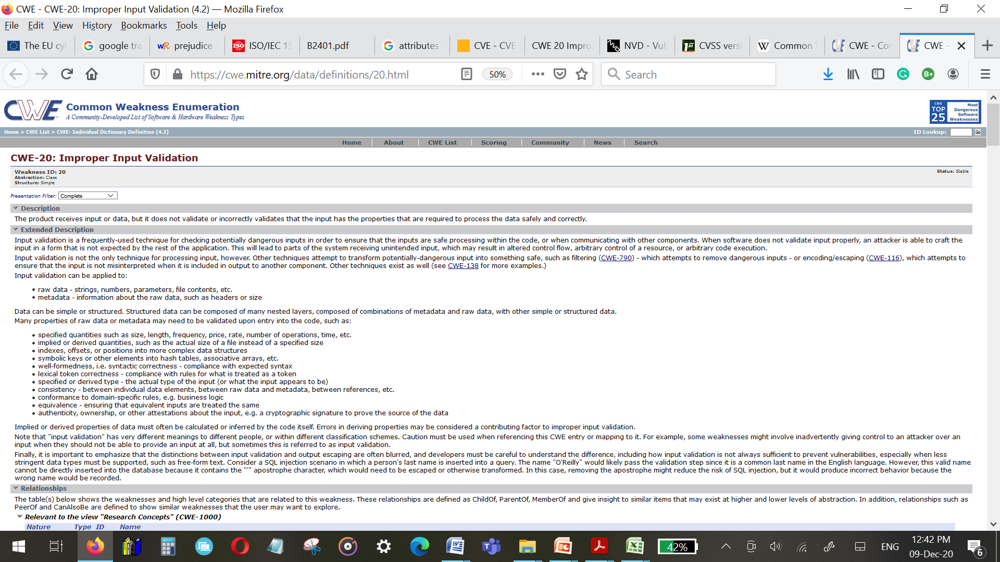 CWE - CWE-20: Improper Input Validation (4.2) — Mozilla Firefox
File Edit View History Bookmarks Tools Help
The EU cy google tra prejudice ISO/IEC 15 B2401.pdf attributes CVE - CVE CWE 20 Impro NVD - Vul CVSS versi Common CWE - Co CWE -
https://cwe.mitre.org/data/definitions/20.html 50% Search
CWE Common Weakness Enumeration
A Community-Developed List of Software & Hardware Weakness Types
CWE TOP 25 Most Dangerous Software Weaknesses
Home > CWE List > CWE- Individual Dictionary Definition (4.2) ID Lookup: Go
Home About CWE List Scoring Community News Search
CWE-20: Improper Input Validation
Weakness ID: 20 Status: Stable
Abstraction: Class
Structure: Simple
Presentation Filter: Complete
Description
The product receives input or data, but it does not validate or incorrectly validates that the input has the properties that are required to process the data safely and correctly.
Extended Description
Input validation is a frequently-used technique for checking potentially dangerous inputs in order to ensure that the inputs are safe processing within the code, or when communicating with other components. When software does not validate input properly, an attacker is able to craft the
input in a form that is not expected by the rest of the application. This will lead to parts of the system receiving unintended input, which may result in altered control flow, arbitrary control of a resource, or arbitrary code execution.
Input validation is not the only technique for processing input, however. Other techniques attempt to transform potentially-dangerous input into something safe, such as filtering (CWE-790) - which attempts to remove dangerous inputs - or encoding/escaping (CWE-116), which attempts to
ensure that the input is not misinterpreted when it is included in output to another component. Other techniques exist as well (see CWE-138 for more examples.)
Input validation can be applied to:
raw data - strings, numbers, parameters, file contents, etc.
metadata - information about the raw data, such as headers or size
Data can be simple or structured. Structured data can be composed of many nested layers, composed of combinations of metadata and raw data, with other simple or structured data.
Many properties of raw data or metadata may need to be validated upon entry into the code, such as:
specified quantities such as size, length, frequency, price, rate, number of operations, time, etc.
implied or derived quantities, such as the actual size of a file instead of a specified size
indexes, offsets, or positions into more complex data structures
symbolic keys or other elements into hash tables, associative arrays, etc.
well-formedness, i.e. syntactic correctness - compliance with expected syntax
lexical token correctness - compliance with rules for what is treated as a token
specified or derived type - the actual type of the input (or what the input appears to be)
consistency - between individual data elements, between raw data and metadata, between references, etc.
conformance to domain-specific rules, e.g. business logic
equivalence - ensuring that equivalent inputs are treated the same
authenticity, ownership, or other attestations about the input, e.g. a cryptographic signature to prove the source of the data
Implied or derived properties of data must often be calculated or inferred by the code itself. Errors in deriving properties may be considered a contributing factor to improper input validation.
Note that "input validation" has very different meanings to different people, or within different classification schemes. Caution must be used when referencing this CWE entry or mapping to it. For example, some weaknesses might involve inadvertently giving control to an attacker over an
input when they should not be able to provide an input at all, but sometimes this is referred to as input validation.
Finally, it is important to emphasize that the distinctions between input validation and output escaping are often blurred, and developers must be careful to understand the difference, including how input validation is not always sufficient to prevent vulnerabilities, especially when less
stringent data types must be supported, such as free-form text. Consider a SQL injection scenario in which a person's last name is inserted into a query. The name "O'Reilly" would likely pass the validation step since it is a common last name in the English language. However, this valid name
cannot be directly inserted into the database because it contains the "'" apostrophe character, which would need to be escaped or otherwise transformed. In this case, removing the apostrophe might reduce the risk of SQL injection, but it would produce incorrect behavior because the
wrong name would be recorded.
Relationships
The table(s) below shows the weaknesses and high level categories that are related to this weakness. These relationships are defined as ChildOf, ParentOf, MemberOf and give insight to similar items that may exist at higher and lower levels of abstraction. In addition, relationships such as
PeerOf and CanAlsoBe are defined to show similar weaknesses that the user may want to explore.
Relevant to the view "Research Concepts" (CWE-1000)
Nature Type ID Name
42% ENG 12:42 PM
09-Dec-20 6